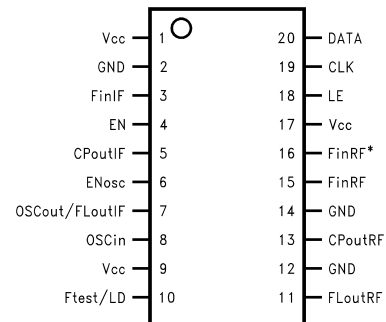 Vcc 1 20 DATA
GND 2 19 CLK
FinIF 3 18 LE
EN 4 17 Vcc
CPoutIF 5 16 FinRF*
ENosc 6 15 FinRF
OSCout/FLoutIF 7 14 GND
OSCin 8 13 CPoutRF
Vcc 9 12 GND
Ftest/LD 10 11 FLoutRF